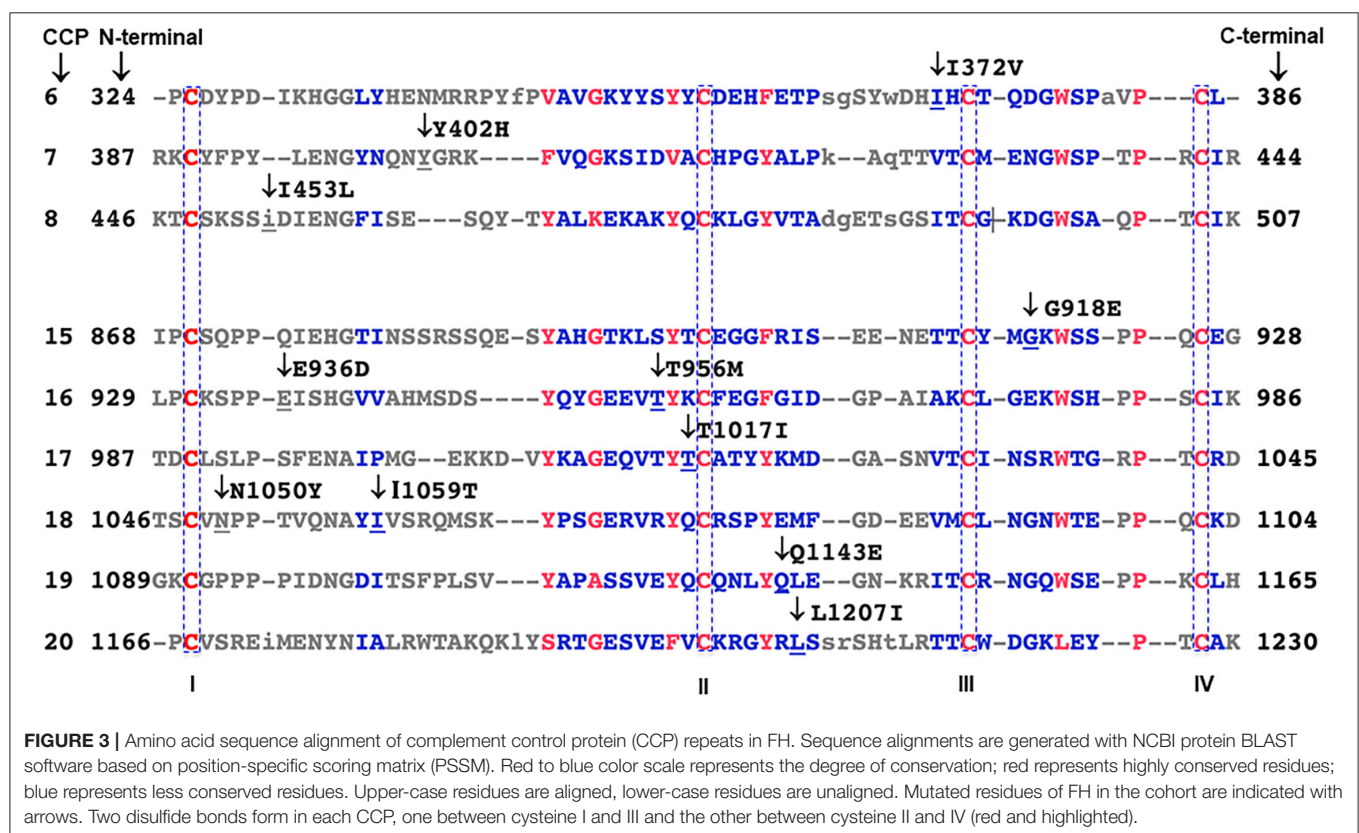 CCP N-terminal C-terminal
↓I372V
6 324 -PCDYPD-IKHGGLYHENMRRPYfPVAVGKYYSYYCDEHFETPsgSYwDHIHCT-QDGWSPaVP---CL- 386
↓Y402H
7 387 RKCYFPY--LENGYNQNYGRK----FVQGKSIDVACHPGYALPk--AqTTVTCM-ENGWSP-TP--RCIR 444
↓I453L
8 446 KTCSKSSiDIENGFISE---SQY-TYALKEKAKYQCKLGYVTAdgETsGSITCG-KDGWSA-QP--TCIK 507
↓G918E
15 868 IPCSQPP-QIEHGTINSSRSSQE-SYAHGTKLSYTCEGGFRIS--EE-NETTCY-MGKWSS-PP--QCEG 928
↓E936D ↓T956M
16 929 LPCKSPP-EISHGVVAHMSDS----YQYGEEVTYKCFEGFGID--GP-AIAKCL-GEKWSH-PP--SCIK 986
↓T1017I
17 987 TDCLSLP-SFENAIPMG--EKKD-VYKAGEQVTYTCATYYKMD--GA-SNVTCI-NSRWTG-RP--TCRD 1045
↓N1050Y ↓I1059T
18 1046TSCVNPP-TVQNAYIVSRQMSK---YPSGERVRYQCRSPYEMF--GD-EEVMCL-NGNWTE-PP--QCKD 1104
↓Q1143E
19 1089GKCGPPP-PIDNGDITSFPLSV---YAPASSVEYQCQNLYQLE--GN-KRITCR-NGQWSE-PP--KCLH 1165
↓L1207I
20 1166-PCVSREiMENYNIALRWTAKQKlYSRTGESVEFVCKRGYRLSsrSHtLRTTCW-DGKLEY--P--TCAK 1230
I II III IV
FIGURE 3 | Amino acid sequence alignment of complement control protein (CCP) repeats in FH. Sequence alignments are generated with NCBI protein BLAST
software based on position-specific scoring matrix (PSSM). Red to blue color scale represents the degree of conservation; red represents highly conserved residues;
blue represents less conserved residues. Upper-case residues are aligned, lower-case residues are unaligned. Mutated residues of FH in the cohort are indicated with
arrows. Two disulfide bonds form in each CCP, one between cysteine I and III and the other between cysteine II and IV (red and highlighted).